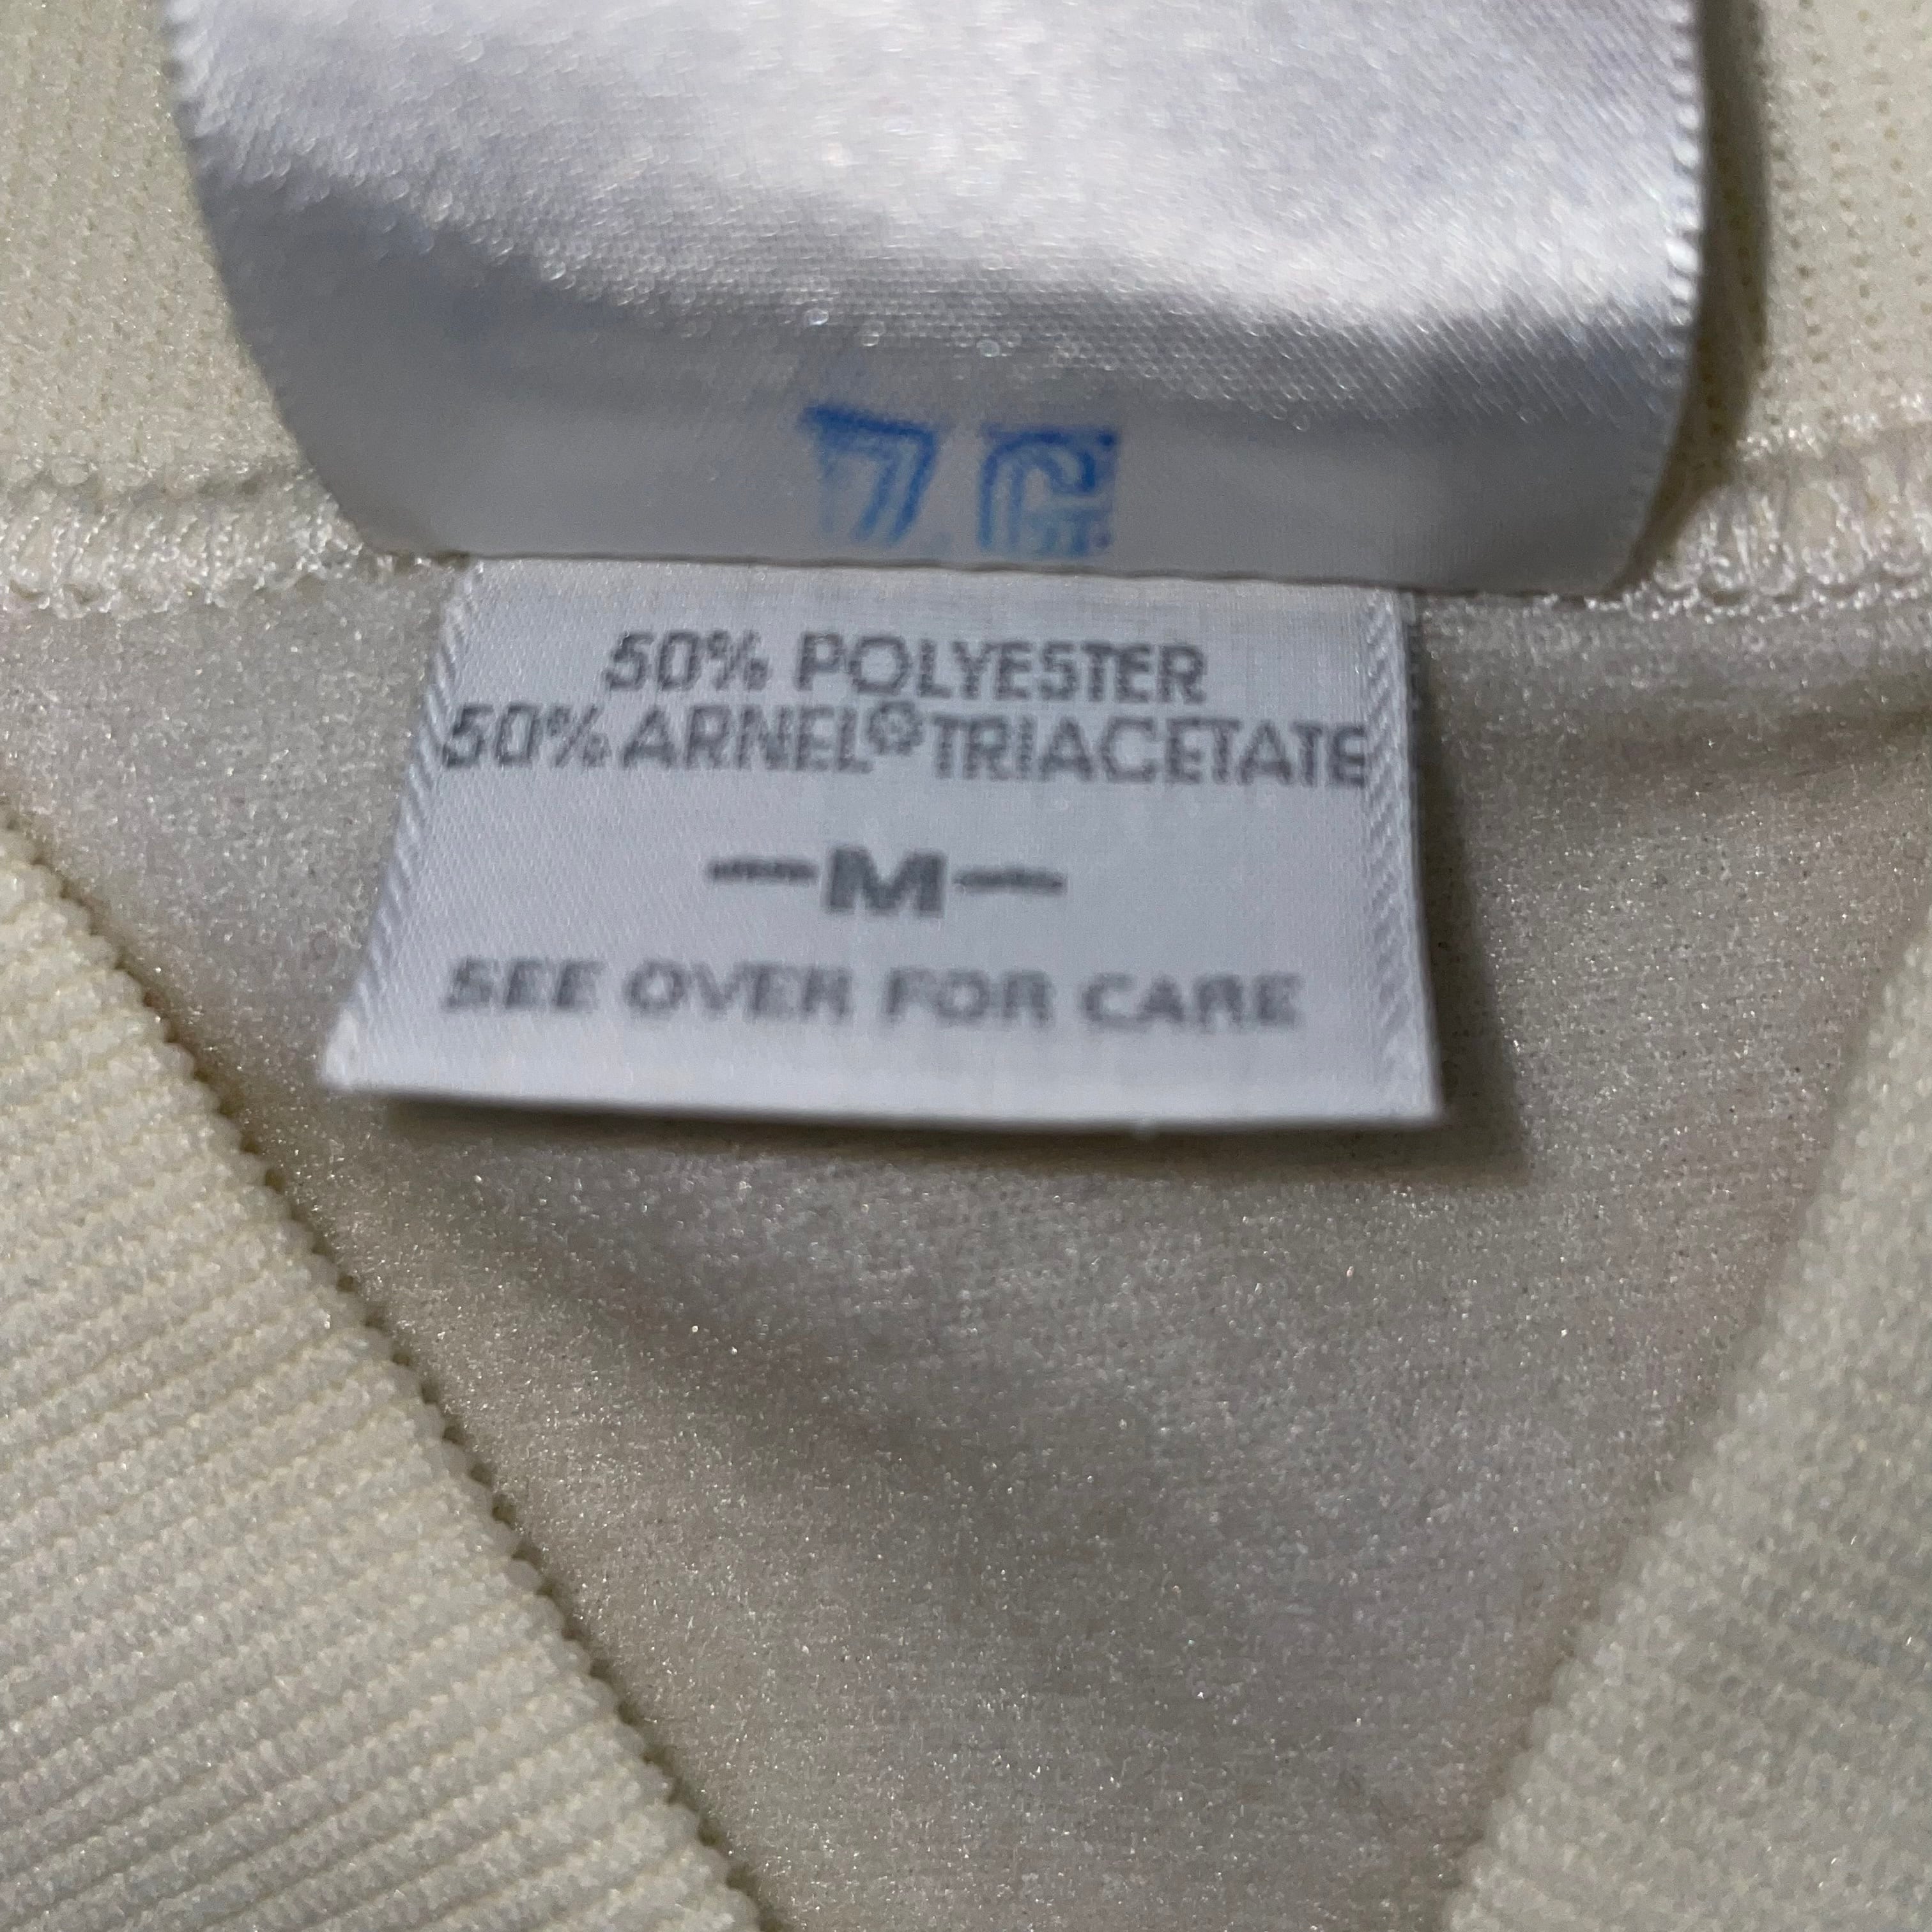 50% POLYESTER
50% ARNEL® TRIACETATE
—M—
SEE OVER FOR CARE